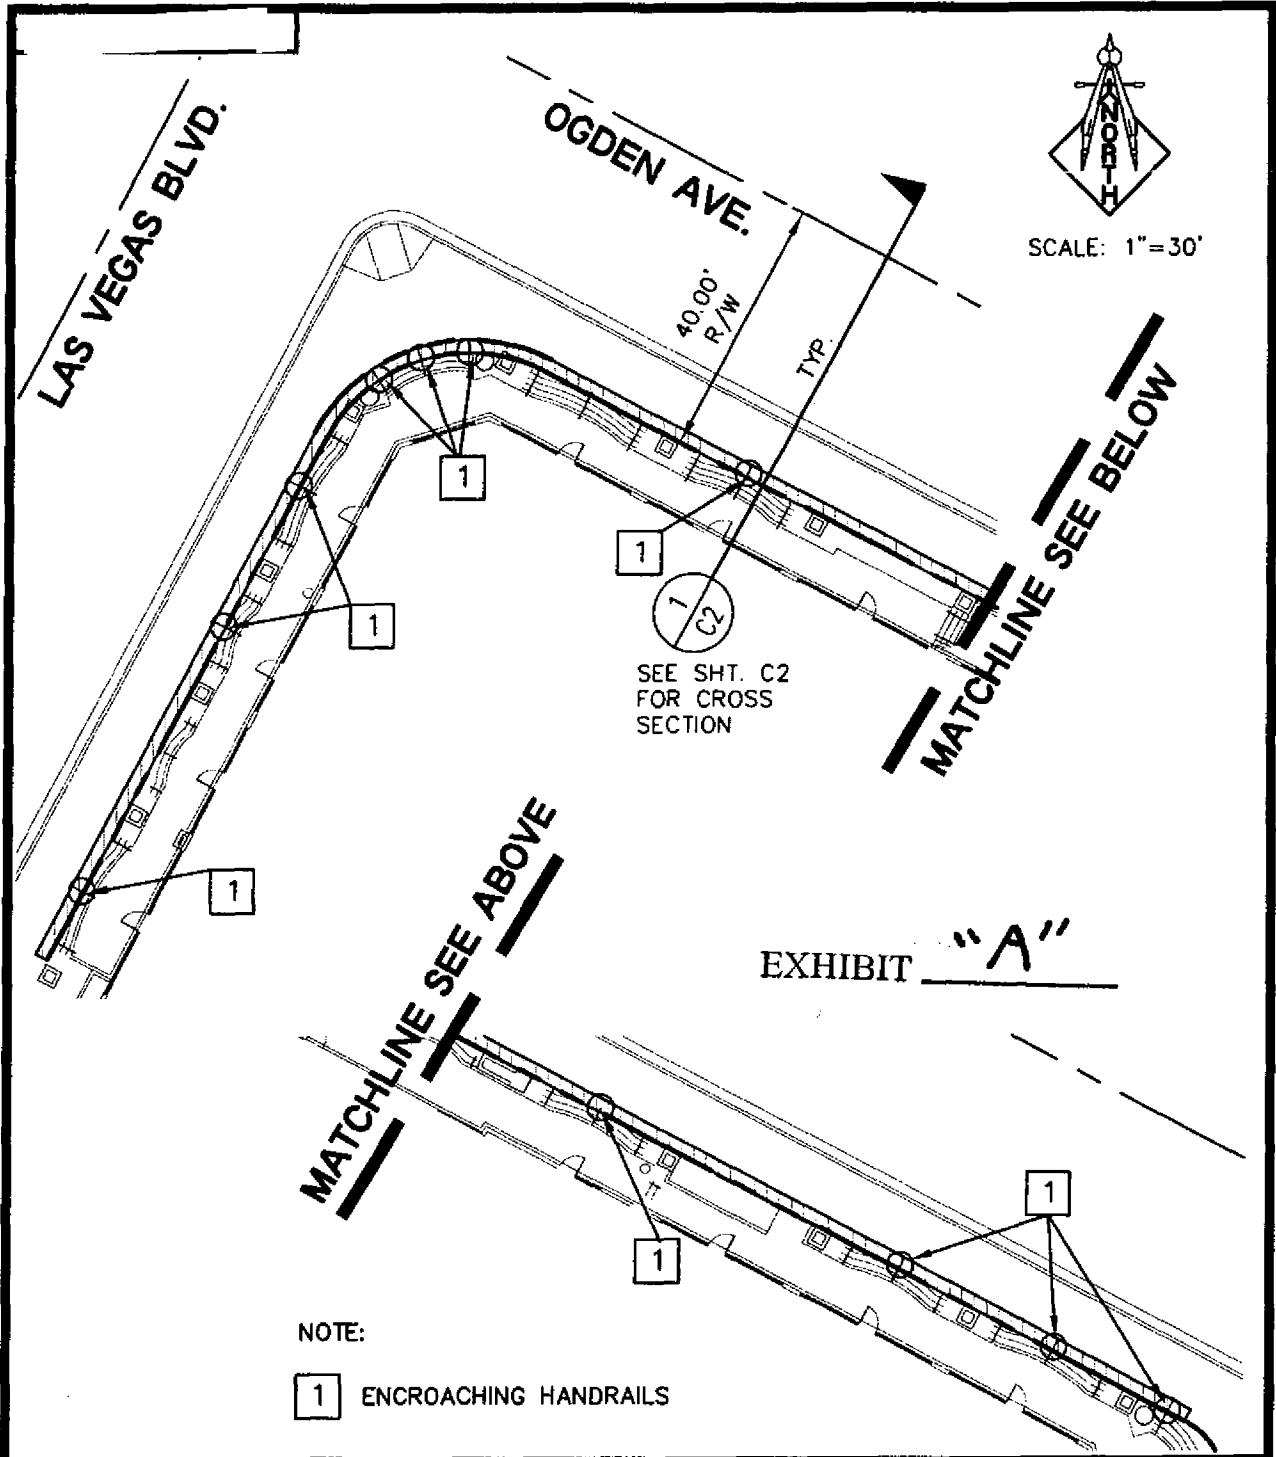 LAS VEGAS BLVD.
OGDEN AVE.
NORTH
SCALE: 1"=30'
40.00'
R/W
TYP.
1
1
1
1
1
C2
SEE SHT. C2
FOR CROSS
SECTION
MATCHLINE SEE BELOW
1
MATCHLINE SEE ABOVE
EXHIBIT "A"
1
1
NOTE:
1 ENCROACHING HANDRAILS